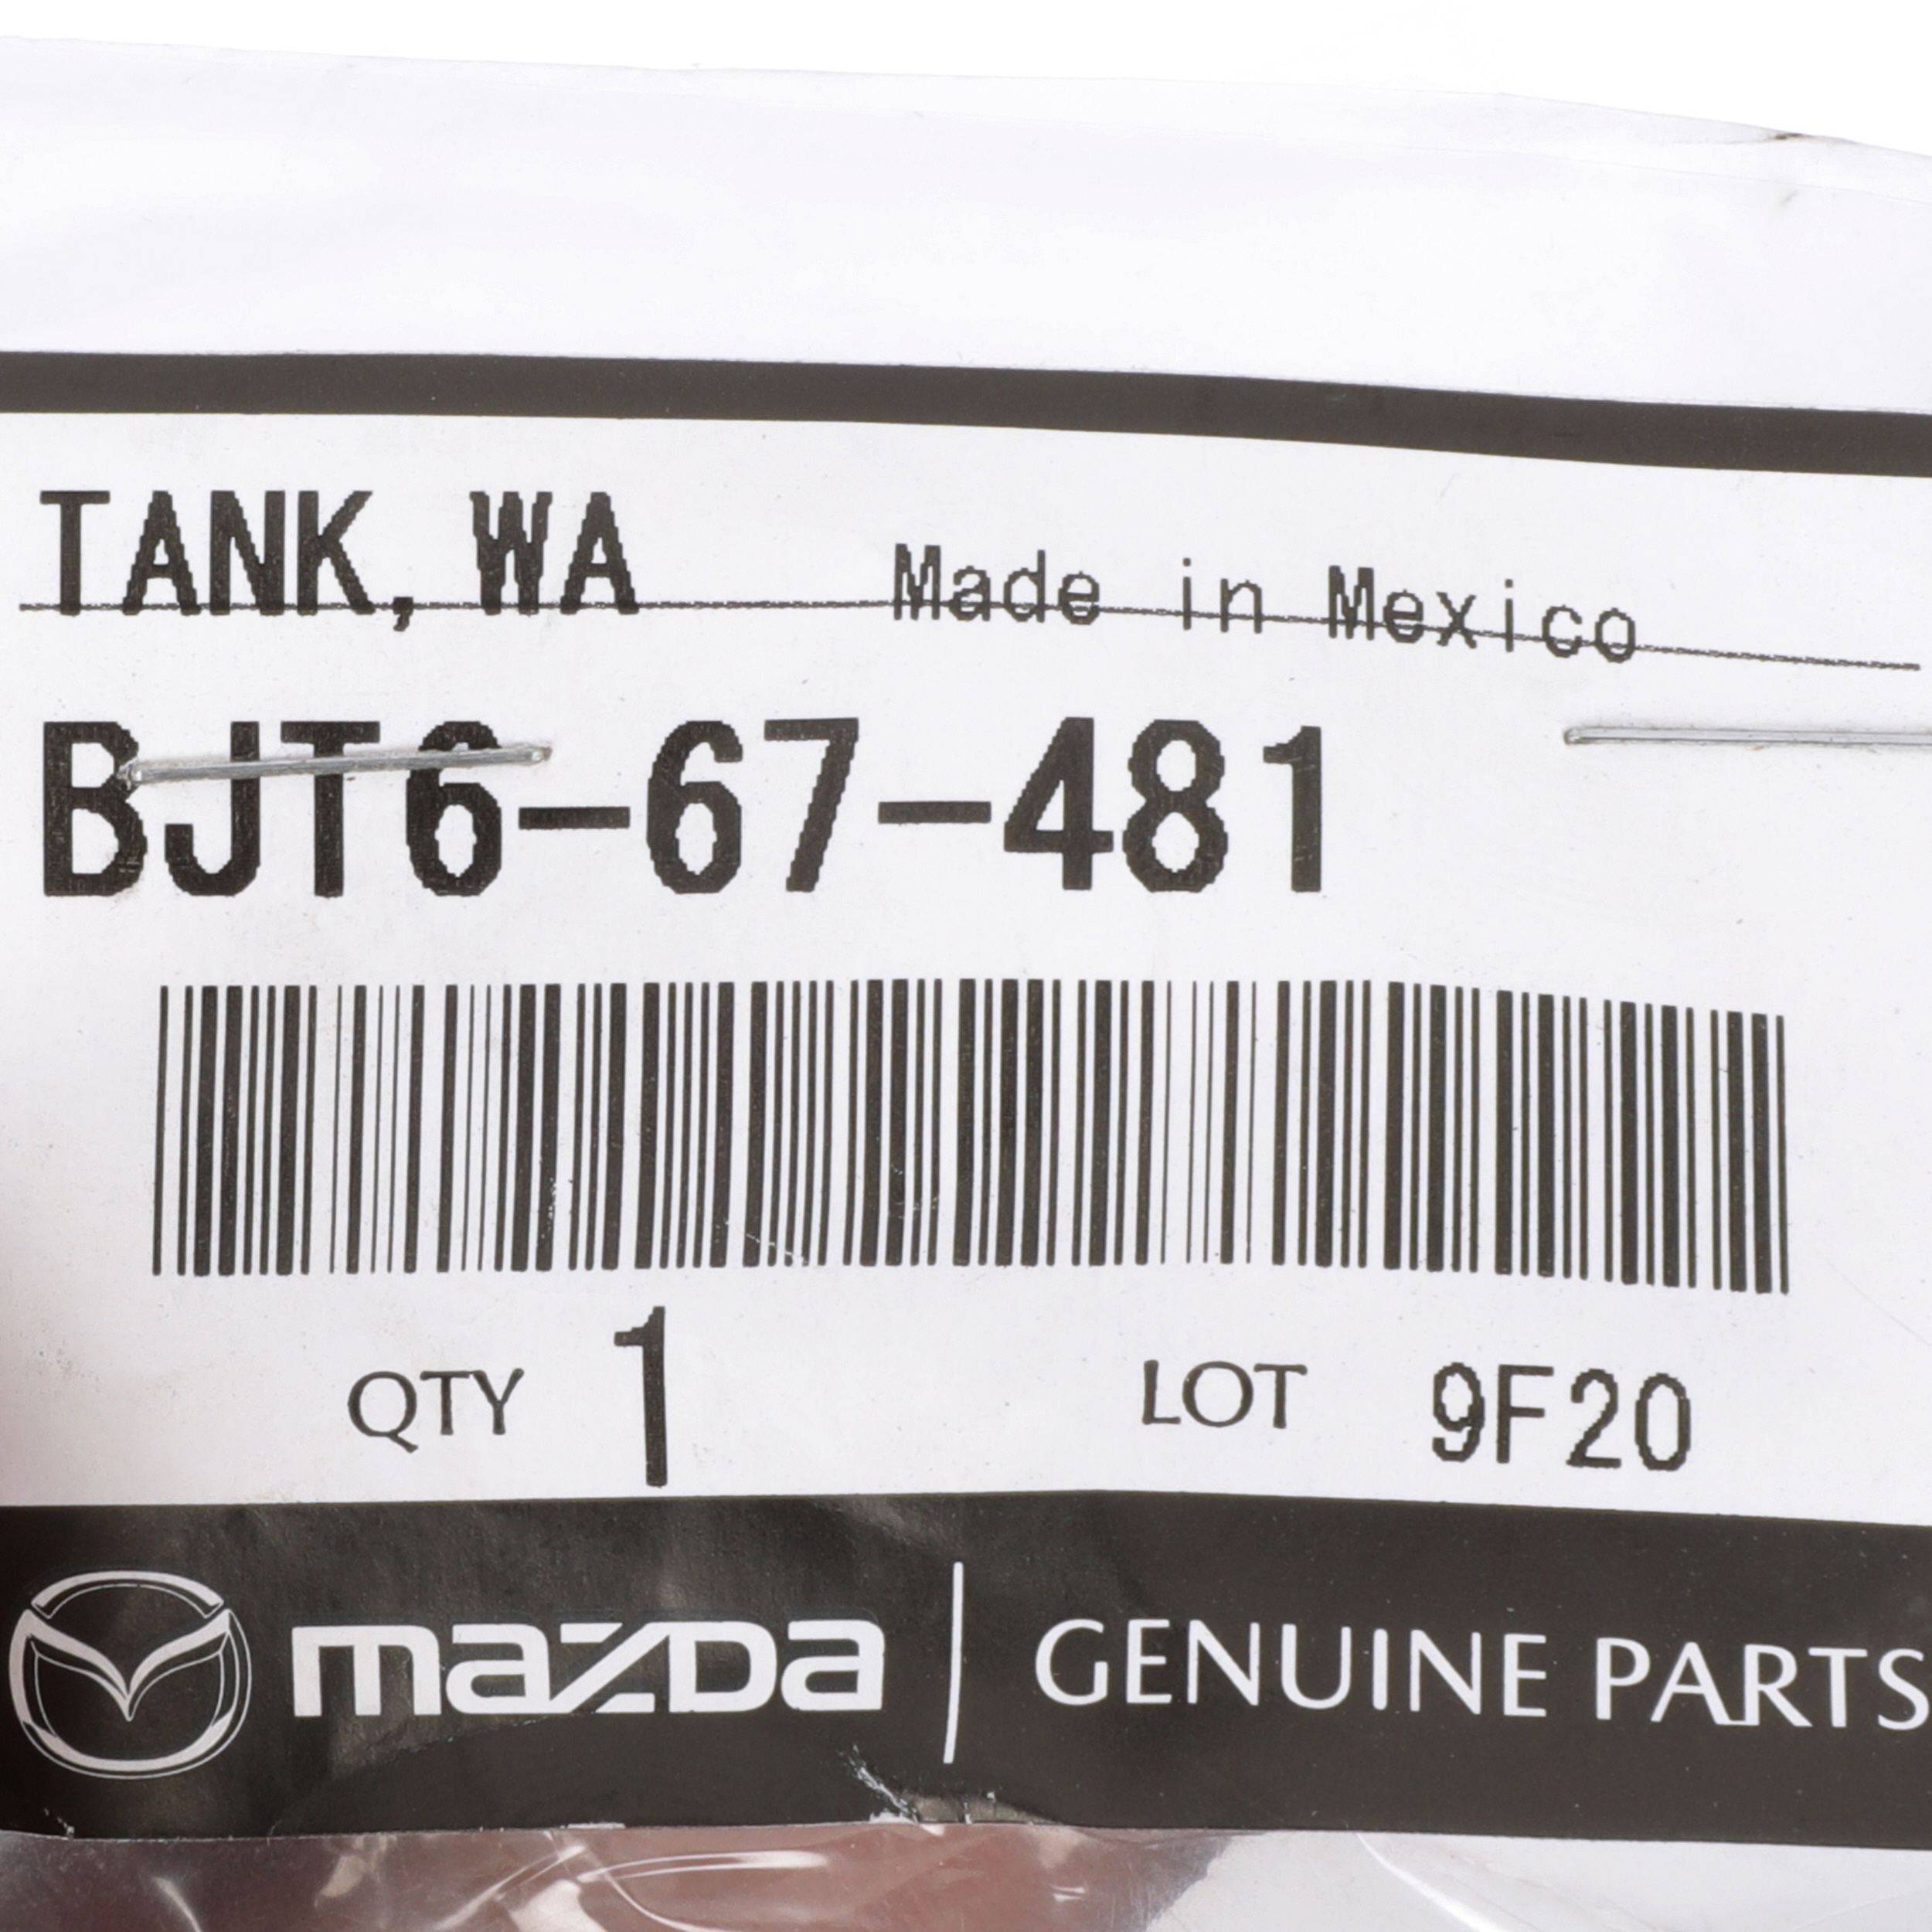 TANK, WA Made in Mexico
BJT6-67-481
QTY 1 LOT 9F20
mazda GENUINE PARTS